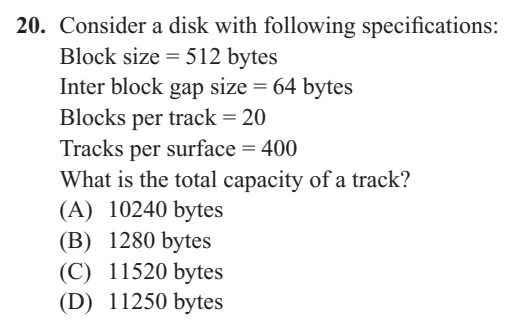 20. Consider a disk with following specifications:
Block size = 512 bytes
Inter block gap size = 64 bytes
Blocks per track = 20
Tracks per surface = 400
What is the total capacity of a track?
(A) 10240 bytes
(B) 1280 bytes
(C) 11520 bytes
(D) 11250 bytes